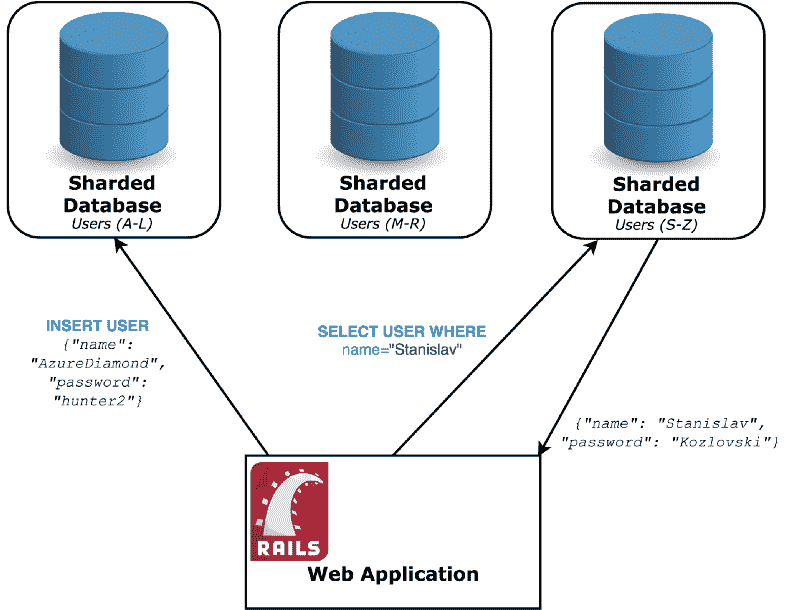 Sharded
Database
Users (A-L)
Sharded
Database
Users (M-R)
Sharded
Database
Users (S-Z)
INSERT USER
{"name":
"AzureDiamond",
"password":
"hunter2"}
SELECT USER WHERE
name="Stanislav"
{"name": "Stanislav",
"password": "Kozlovski"}
RAILS
Web Application